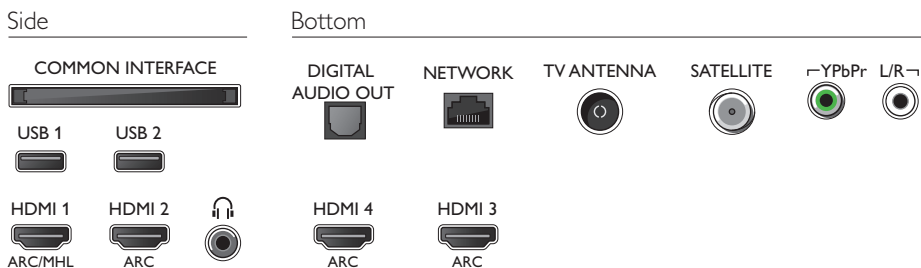 Side
COMMON INTERFACE
USB 1 USB 2
HDMI 1 HDMI 2
ARC/MHL ARC
Bottom
DIGITAL AUDIO OUT
NETWORK
TV ANTENNA
SATELLITE
YPbPr L/R
HDMI 4 HDMI 3
ARC ARC